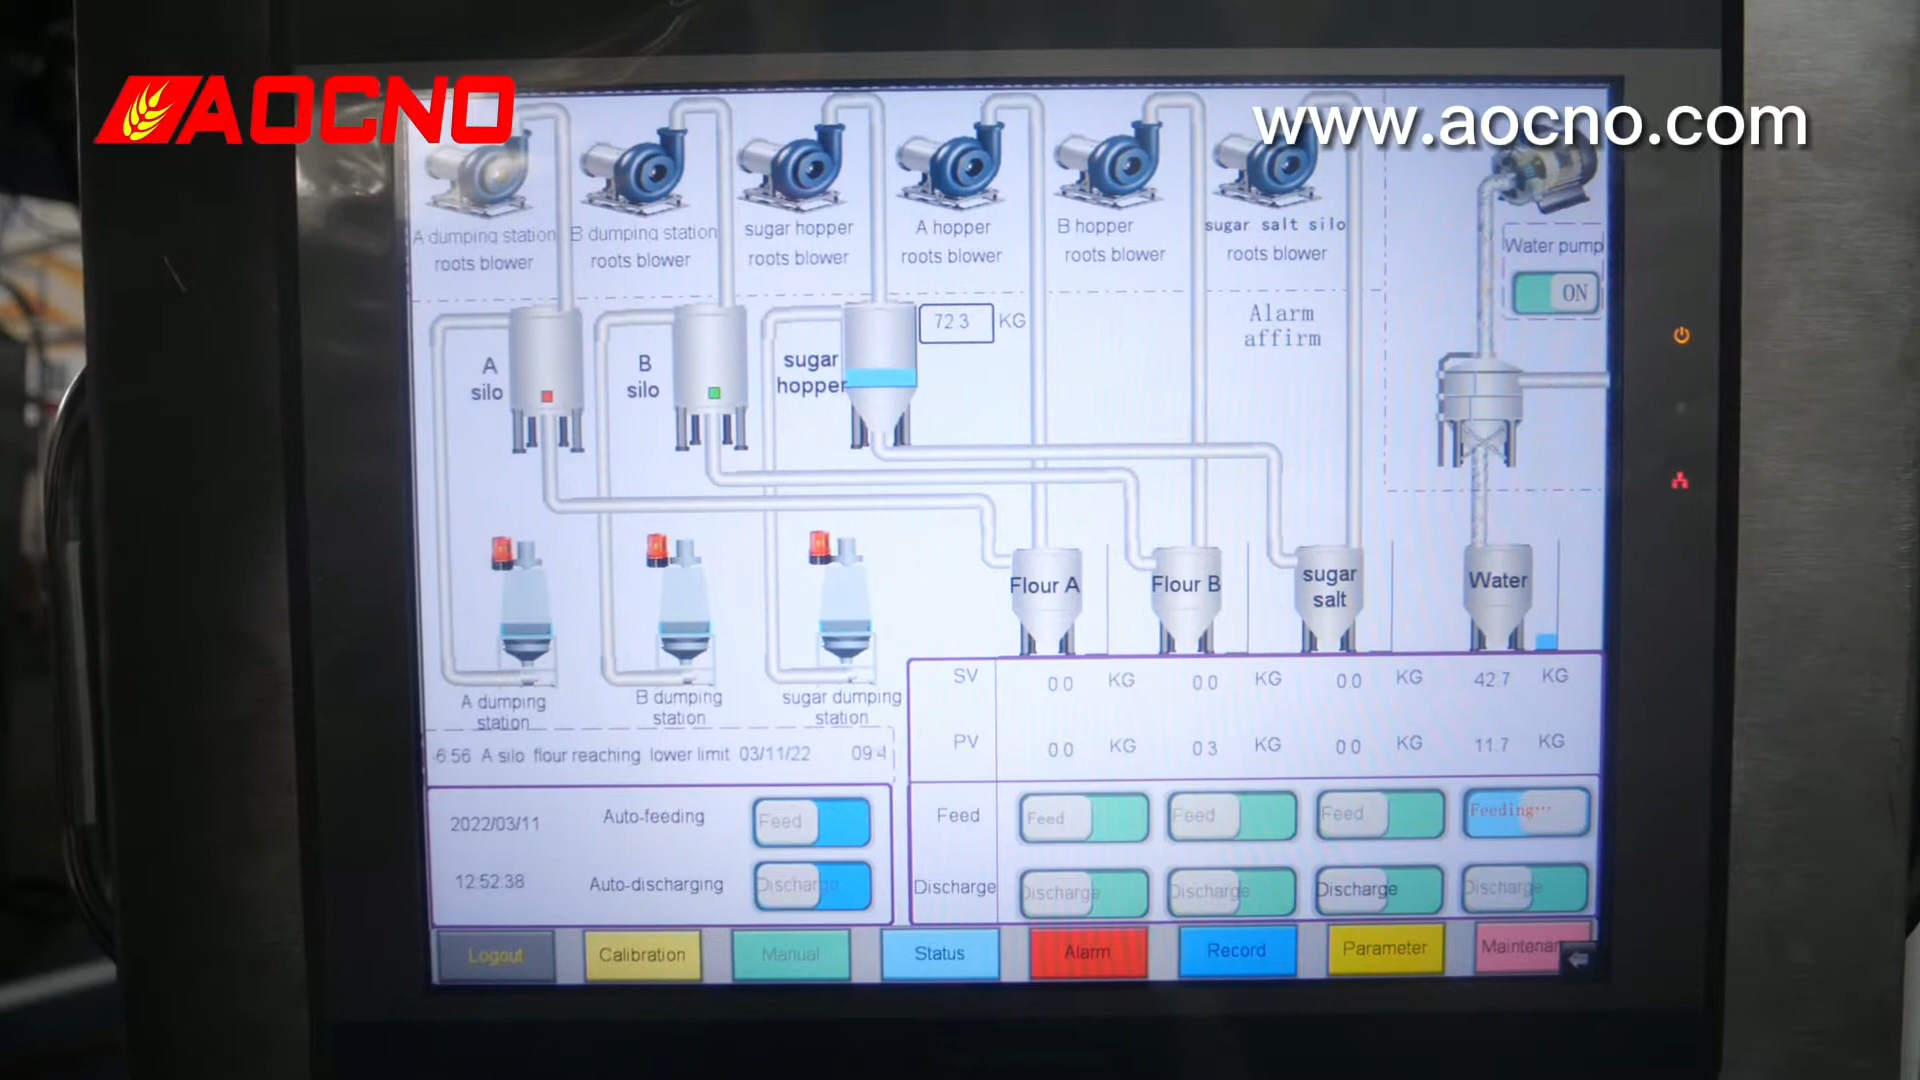 AOCNO
www.aocno.com
A dumping station
roots blower
B dumping station
roots blower
sugar hopper
roots blower
A hopper
roots blower
B hopper
roots blower
sugar salt silo
roots blower
Water pump
ON
A
silo
B
silo
sugar
hopper
72.3 KG
Alarm
affirm
Flour A
Flour B
sugar
salt
Water
A dumping
station
B dumping
station
sugar dumping
station
SV 0.0 KG 0.0 KG 0.0 KG 42.7 KG
PV 0.0 KG 0.3 KG 0.0 KG 11.7 KG
6:56 A silo flour reaching lower limit 03/11/22 09:4
2022/03/11
12:52:38
Auto-feeding Feed
Auto-discharging Discharge
Feed Feed Feed Feed Feeding...
Discharge Discharge Discharge Discharge Discharge
Logout Calibration Manual Status Alarm Record Parameter Maintenan